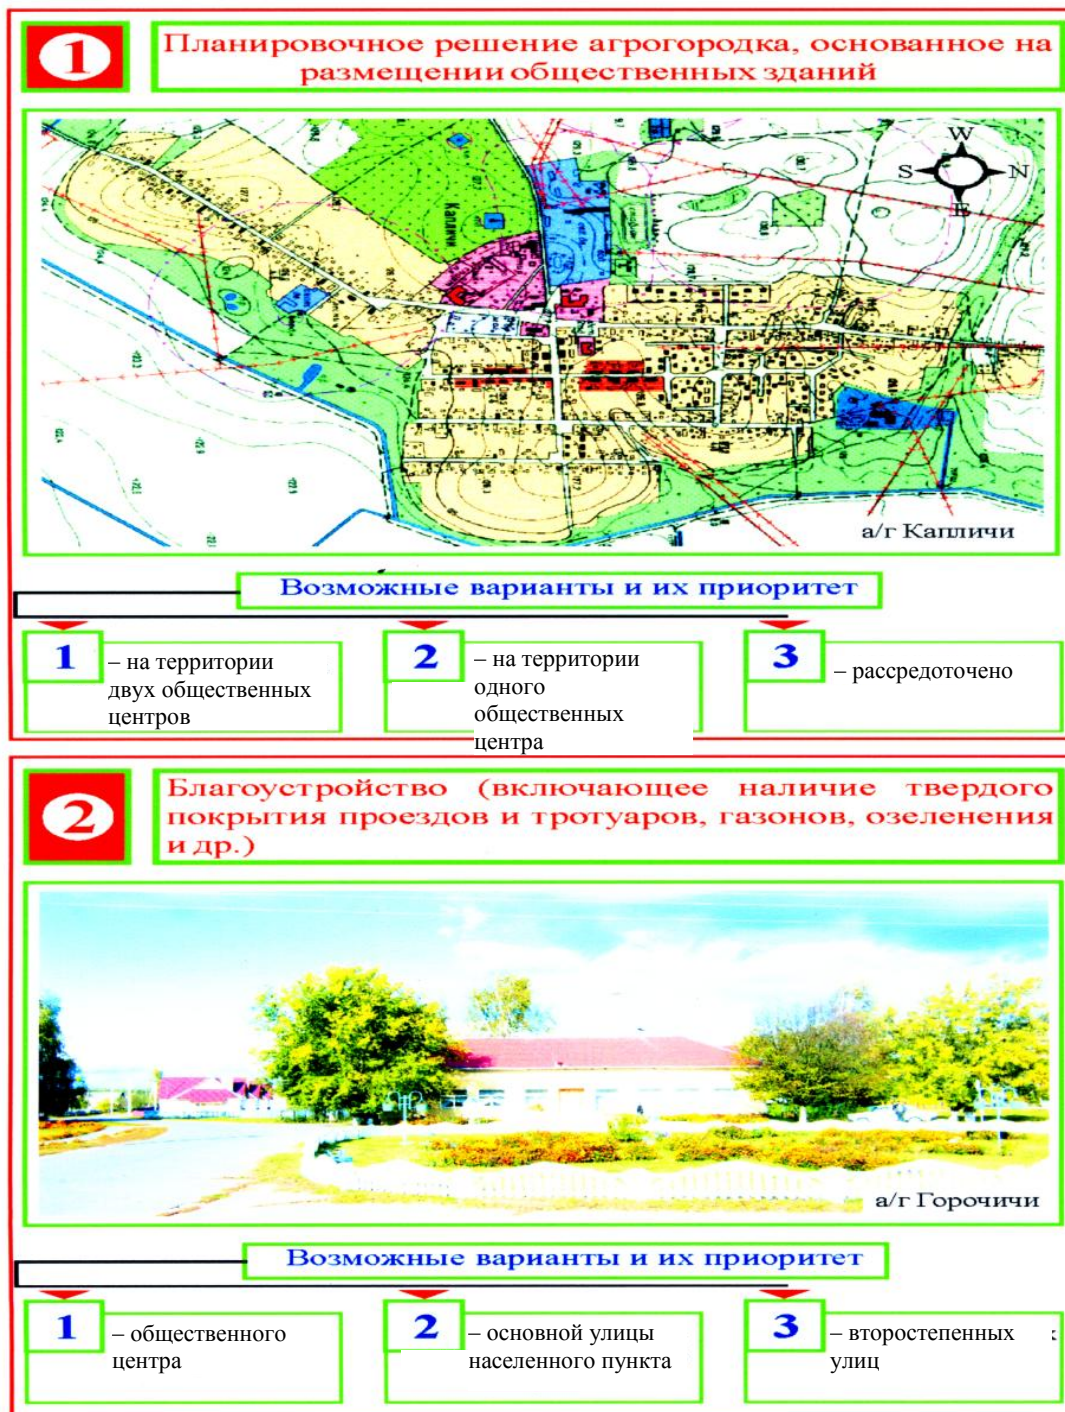 1
Планировочное решение агрогородка, основанное на
размещении общественных зданий
W
S
N
E
Капличи
а/г Капличи
Возможные варианты и их приоритет
1
– на территории
двух общественных
центров
2
– на территории
одного
общественных
центра
3
– рассредоточено
2
Благоустройство (включающее наличие твердого
покрытия проездов и тротуаров, газонов, озеленения
и др.)
а/г Горочичи
Возможные варианты и их приоритет
1
– общественного
центра
2
– основной улицы
населенного пункта
3
– второстепенных
улиц